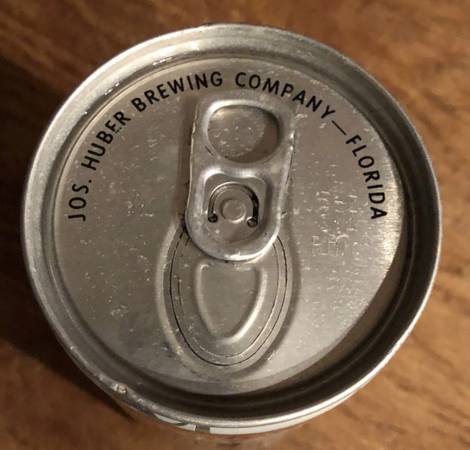 JOS. HUBER BREWING COMPANY—FLORIDA